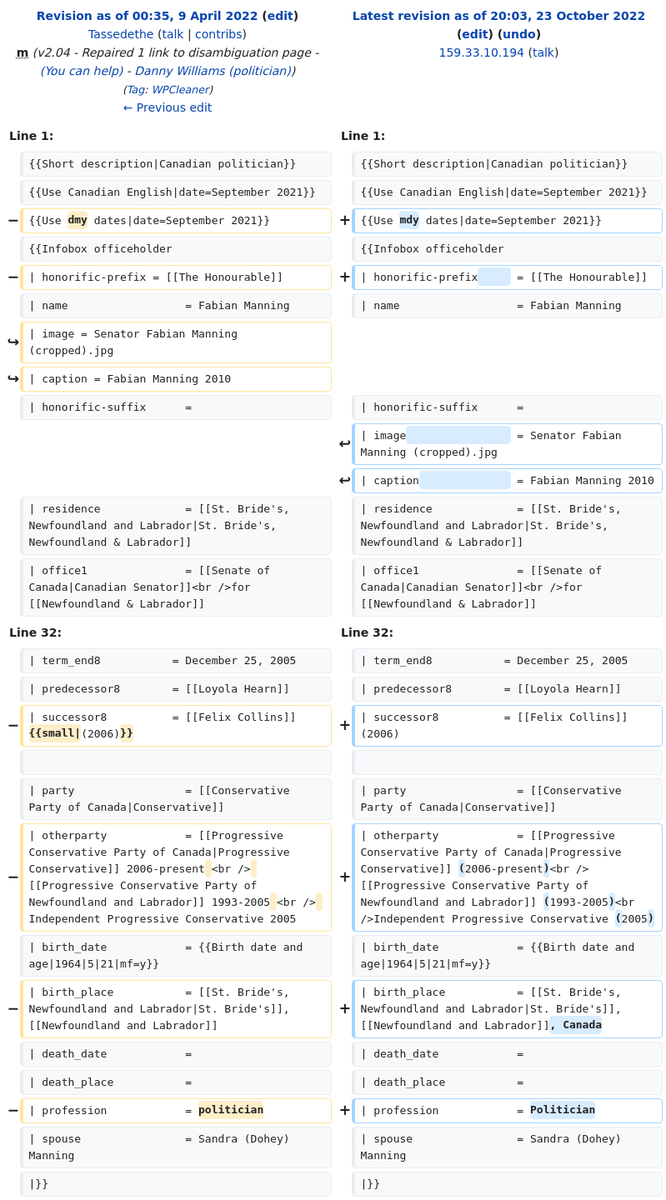 Revision as of 00:35, 9 April 2022 (edit)
Tassedethe (talk | contribs)
m (v2.04 - Repaired 1 link to disambiguation page -
(You can help) - Danny Williams (politician))
(Tag: WPCleaner)
← Previous edit
Latest revision as of 20:03, 23 October 2022
(edit) (undo)
159.33.10.194 (talk)
Line 1:
Line 1:
{{Short description|Canadian politician}}
{{Short description|Canadian politician}}
{{Use Canadian English|date=September 2021}}
{{Use Canadian English|date=September 2021}}
− {{Use dmy dates|date=September 2021}}
+ {{Use mdy dates|date=September 2021}}
{{Infobox officeholder
{{Infobox officeholder
− | honorific-prefix = [[The Honourable]]
+ | honorific-prefix     = [[The Honourable]]
| name                = Fabian Manning
| name                = Fabian Manning
↪ | image = Senator Fabian Manning
(cropped).jpg
↪ | caption = Fabian Manning 2010
| honorific-suffix      =
| honorific-suffix      =
↩ | image                = Senator Fabian
Manning (cropped).jpg
↩ | caption              = Fabian Manning 2010
| residence             = [[St. Bride's,
Newfoundland and Labrador|St. Bride's,
Newfoundland & Labrador]]
| residence             = [[St. Bride's,
Newfoundland and Labrador|St. Bride's,
Newfoundland & Labrador]]
| office1               = [[Senate of
Canada|Canadian Senator]]<br />for
[[Newfoundland & Labrador]]
| office1               = [[Senate of
Canada|Canadian Senator]]<br />for
[[Newfoundland & Labrador]]
Line 32:
Line 32:
| term_end8          = December 25, 2005
| term_end8          = December 25, 2005
| predecessor8       = [[Loyola Hearn]]
| predecessor8       = [[Loyola Hearn]]
− | successor8         = [[Felix Collins]]
{{small|(2006)}}
+ | successor8         = [[Felix Collins]]
(2006)
| party                = [[Conservative
Party of Canada|Conservative]]
| party                = [[Conservative
Party of Canada|Conservative]]
− | otherparty           = [[Progressive
Conservative Party of Canada|Progressive
Conservative]] 2006-present <br />
[[Progressive Conservative Party of
Newfoundland and Labrador]] 1993-2005 <br />
Independent Progressive Conservative 2005
+ | otherparty           = [[Progressive
Conservative Party of Canada|Progressive
Conservative]] (2006-present)<br />
[[Progressive Conservative Party of
Newfoundland and Labrador]] (1993-2005)<br
/>Independent Progressive Conservative (2005)
| birth_date           = {{Birth date and
age|1964|5|21|mf=y}}
| birth_date           = {{Birth date and
age|1964|5|21|mf=y}}
− | birth_place          = [[St. Bride's,
Newfoundland and Labrador|St. Bride's]],
[[Newfoundland and Labrador]]
+ | birth_place          = [[St. Bride's,
Newfoundland and Labrador|St. Bride's]],
[[Newfoundland and Labrador]], Canada
| death_date           =
| death_date           =
| death_place          =
| death_place          =
− | profession           = politician
+ | profession           = Politician
| spouse               = Sandra (Dohey)
Manning
| spouse               = Sandra (Dohey)
Manning
|}}
|}}